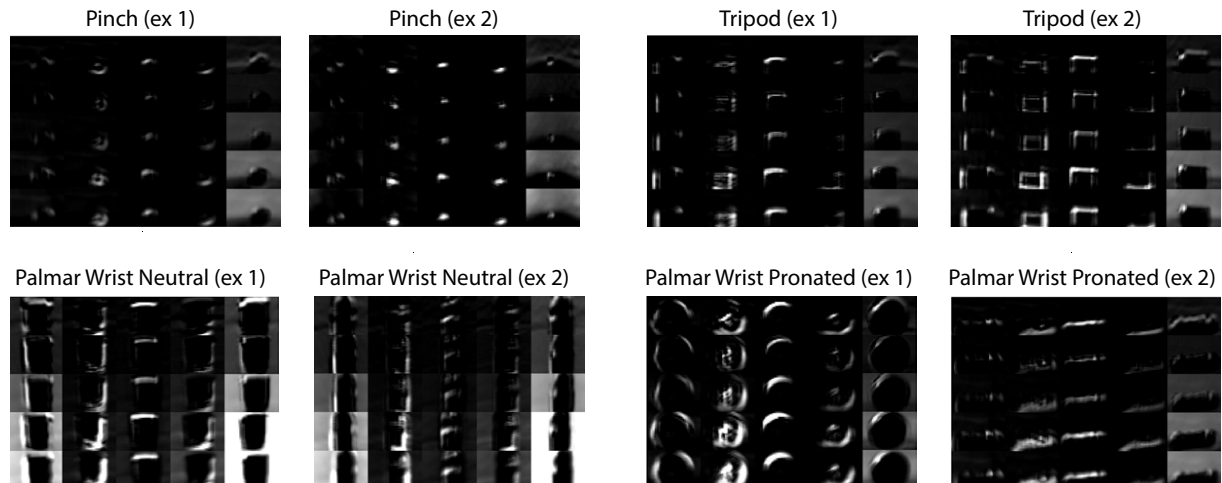 Pinch (ex 1)
Pinch (ex 2)
Tripod (ex 1)
Tripod (ex 2)
Palmar Wrist Neutral (ex 1)
Palmar Wrist Neutral (ex 2)
Palmar Wrist Pronated (ex 1)
Palmar Wrist Pronated (ex 2)